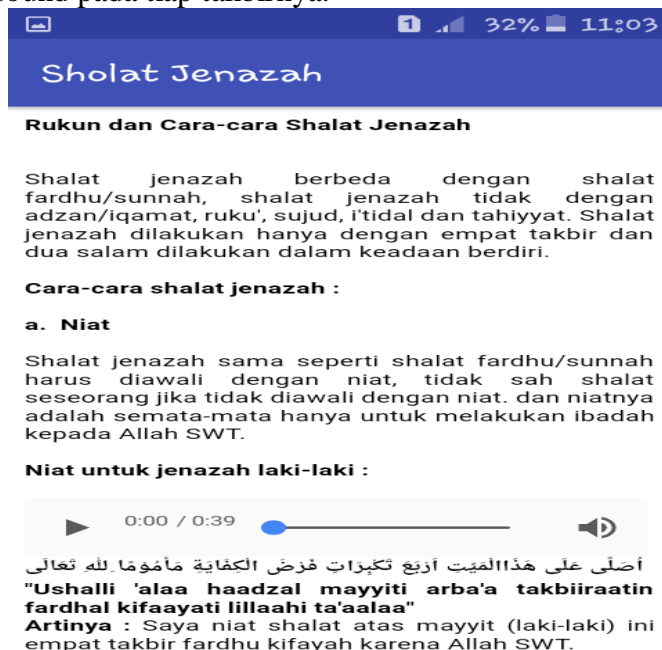 sound pada tiap takbirnya.
1 32% 11:03
Sholat Jenazah
Rukun dan Cara-cara Shalat Jenazah
Shalat jenazah berbeda dengan shalat
fardhu/sunnah, shalat jenazah tidak dengan
adzan/iqamat, ruku', sujud, i'tidal dan tahiyyat. Shalat
jenazah dilakukan hanya dengan empat takbir dan
dua salam dilakukan dalam keadaan berdiri.
Cara-cara shalat jenazah :
a. Niat
Shalat jenazah sama seperti shalat fardhu/sunnah
harus diawali dengan niat, tidak sah shalat
seseorang jika tidak diawali dengan niat. dan niatnya
adalah semata-mata hanya untuk melakukan ibadah
kepada Allah SWT.
Niat untuk jenazah laki-laki :
0:00 / 0:39
أُصَلِّى عَلَى هَذَاالْمَيِّتِ اَرْبَعَ تَكْبِرَاتٍ فَرْضَ الْكِفَايَةِ مَأْمُوْمًا ِللهِ تَعَالَى
"Ushalli 'alaa haadzal mayyiti arba'a takbiiraatin
fardhal kifaayati lillaahi ta'aalaa"
Artinya : Saya niat shalat atas mayyit (laki-laki) ini
empat takbir fardhu kifayah karena Allah SWT.